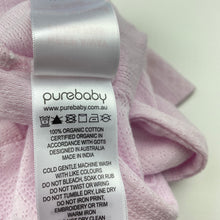 purebaby
www.purebaby.com.au
100% ORGANIC COTTON
CERTIFIED ORGANIC IN
ACCORDANCE WITH GOTS
DESIGNED IN AUSTRALIA
MADE IN INDIA
COLD GENTLE MACHINE WASH
WITH LIKE COLOURS
DO NOT BLEACH, SOAK OR RUB
DO NOT TWIST OR WRING
DO NOT TUMBLE DRY, LINE DRY
DO NOT IRON PRINT,
EMBROIDERY OR TRIM
WARM IRON
DRY CLEAN